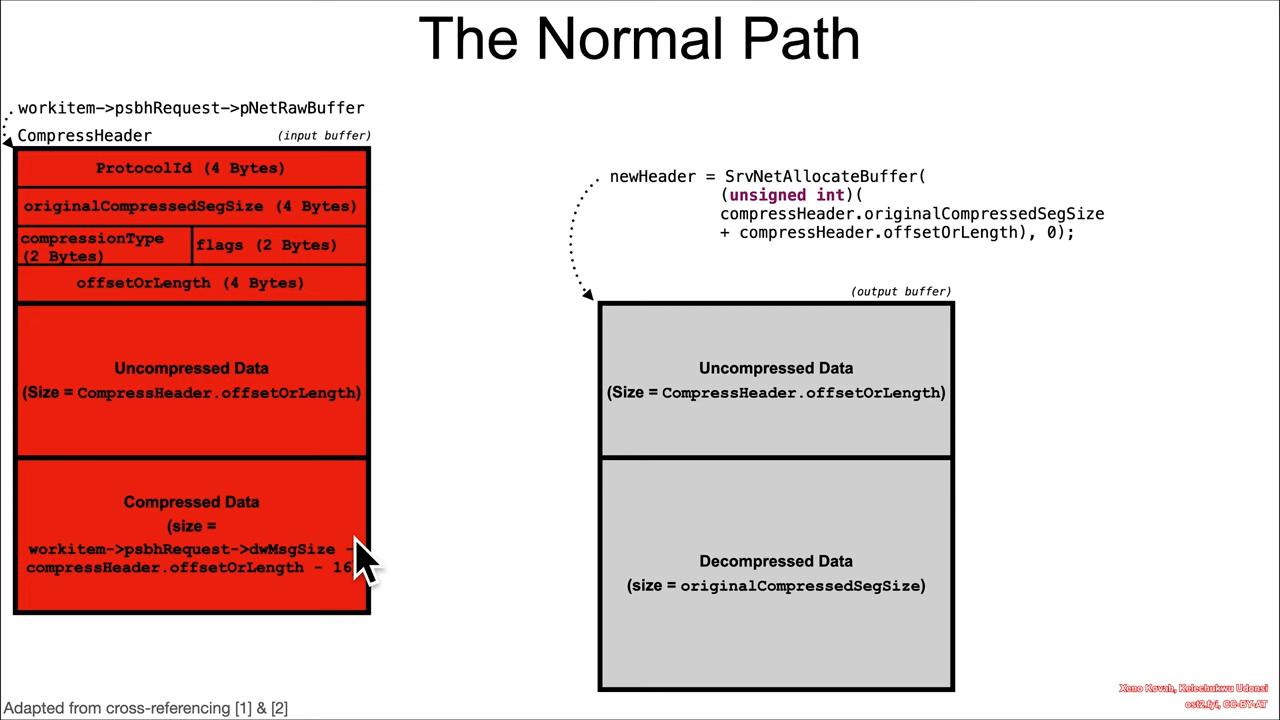 The Normal Path
workitem->psbhRequest->pNetRawBuffer
CompressHeader
(input buffer)
ProtocolId (4 Bytes)
originalCompressedSegSize (4 Bytes)
compressionType
(2 Bytes)
flags (2 Bytes)
offsetOrLength (4 Bytes)
Uncompressed Data
(Size = CompressHeader.offsetOrLength)
Compressed Data
(size =
workitem->psbhRequest->dwMsgSize -
compressHeader.offsetOrLength - 16
newHeader = SrvNetAllocateBuffer(
(unsigned int)(
compressHeader.originalCompressedSegSize
+ compressHeader.offsetOrLength), 0);
(output buffer)
Uncompressed Data
(Size = CompressHeader.offsetOrLength)
Decompressed Data
(size = originalCompressedSegSize)
Adapted from cross-referencing [1] & [2]
Xeno Kovah, Kelechukwu Udonsi
ost2.fyi, CC-BY-AT